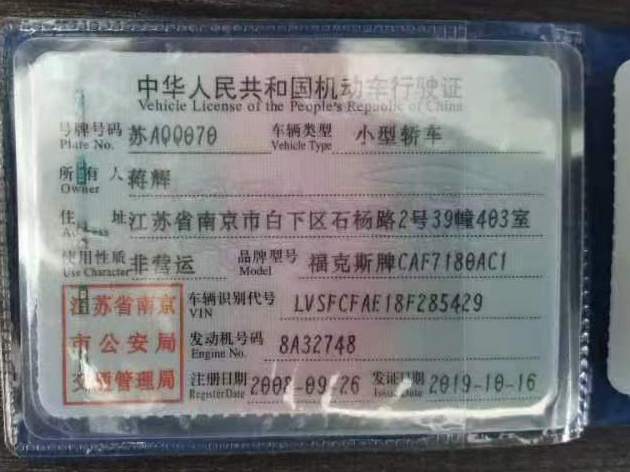 中华人民共和国机动车行驶证
Vehicle License of the People's Republic of China
号牌号码 苏AQQ070 车辆类型 小型轿车
Plate No. Vehicle Type
所有人 蒋辉
Owner
住址 江苏省南京市白下区石杨路2号39幢403室
Address
使用性质 非营运 品牌型号 福克斯牌CAF7180AC1
Use Character Model
江苏省南京 车辆识别代号 LVSFCFAE18F285429
VIN
市公安局 发动机号码 8A32748
Engine No.
交通管理局 注册日期 2008-09-26 发证日期 2019-10-16
Register Date Issue Date